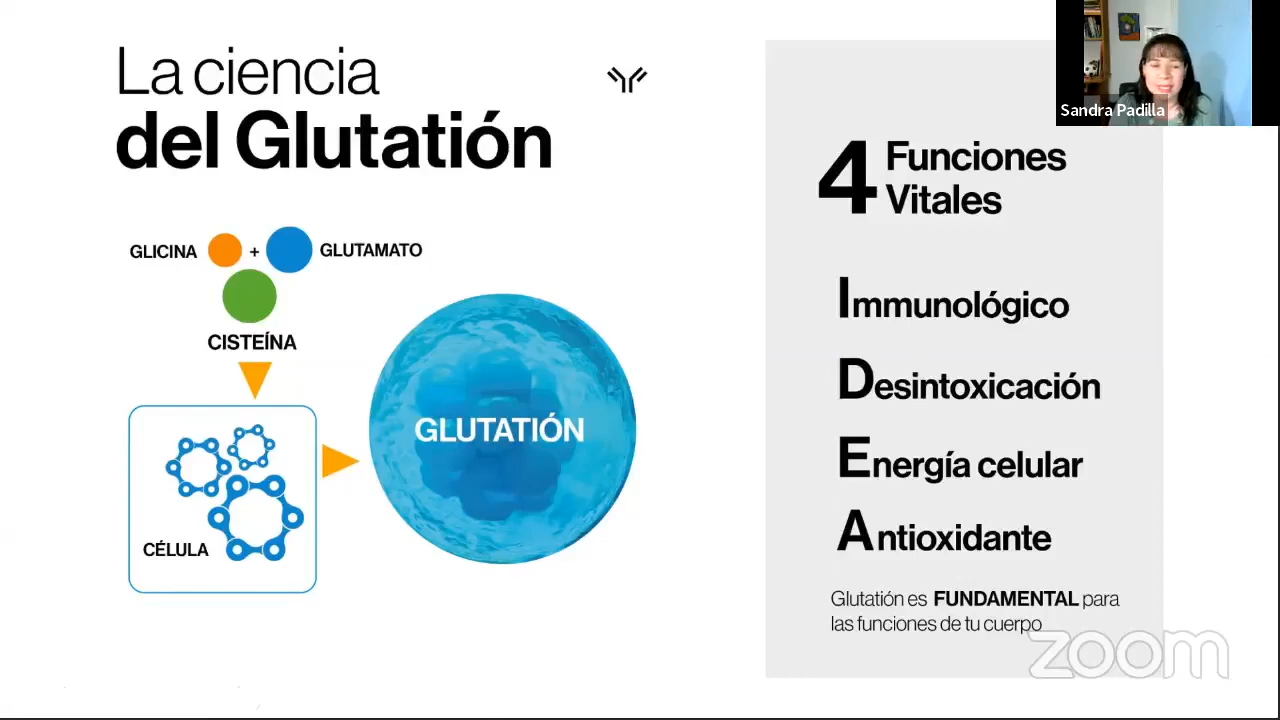 La ciencia
del Glutatión
GLICINA + GLUTAMATO
CISTEÍNA
CÉLULA
GLUTATIÓN
Sandra Padilla
4 Funciones
Vitales
Immunológico
Desintoxicación
Energía celular
Antioxidante
Glutatión es FUNDAMENTAL para
las funciones de tu cuerpo
zoom